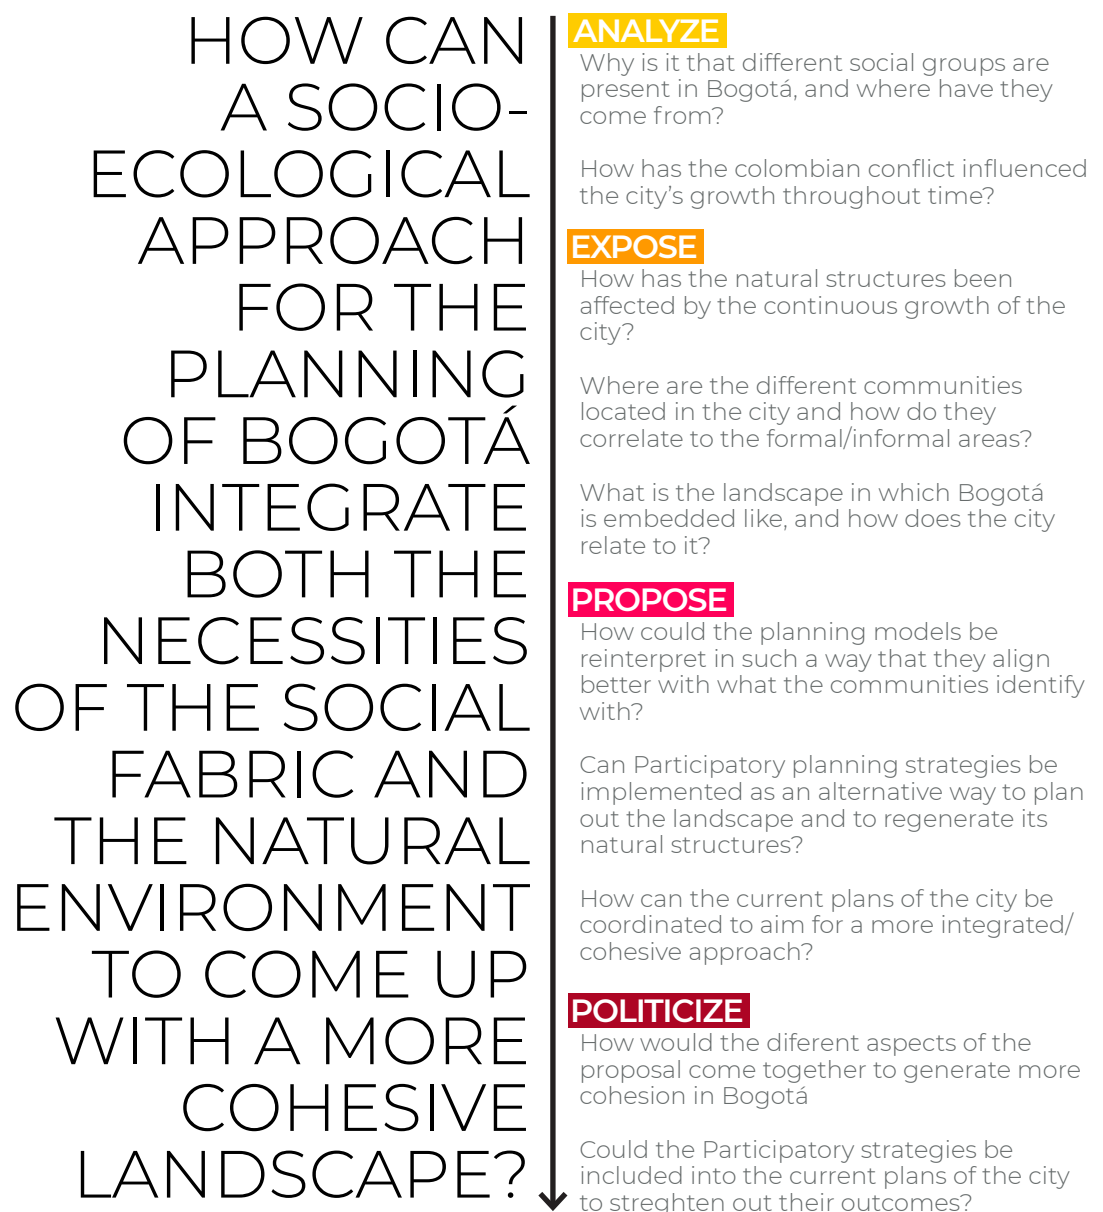 HOW CAN
A SOCIO-
ECOLOGICAL
APPROACH
FOR THE
PLANNING
OF BOGOTÁ
INTEGRATE
BOTH THE
NECESSITIES
OF THE SOCIAL
FABRIC AND
THE NATURAL
ENVIRONMENT
TO COME UP
WITH A MORE
COHESIVE
LANDSCAPE?
ANALYZE
Why is it that different social groups are
present in Bogotá, and where have they
come from?
How has the colombian conflict influenced
the city's growth throughout time?
EXPOSE
How has the natural structures been
affected by the continuous growth of the
city?
Where are the different communities
located in the city and how do they
correlate to the formal/informal areas?
What is the landscape in which Bogotá
is embedded like, and how does the city
relate to it?
PROPOSE
How could the planning models be
reinterpret in such a way that they align
better with what the communities identify
with?
Can Participatory planning strategies be
implemented as an alternative way to plan
out the landscape and to regenerate its
natural structures?
How can the current plans of the city be
coordinated to aim for a more integrated/
cohesive approach?
POLITICIZE
How would the diferent aspects of the
proposal come together to generate more
cohesion in Bogotá
Could the Participatory strategies be
included into the current plans of the city
to streghten out their outcomes?